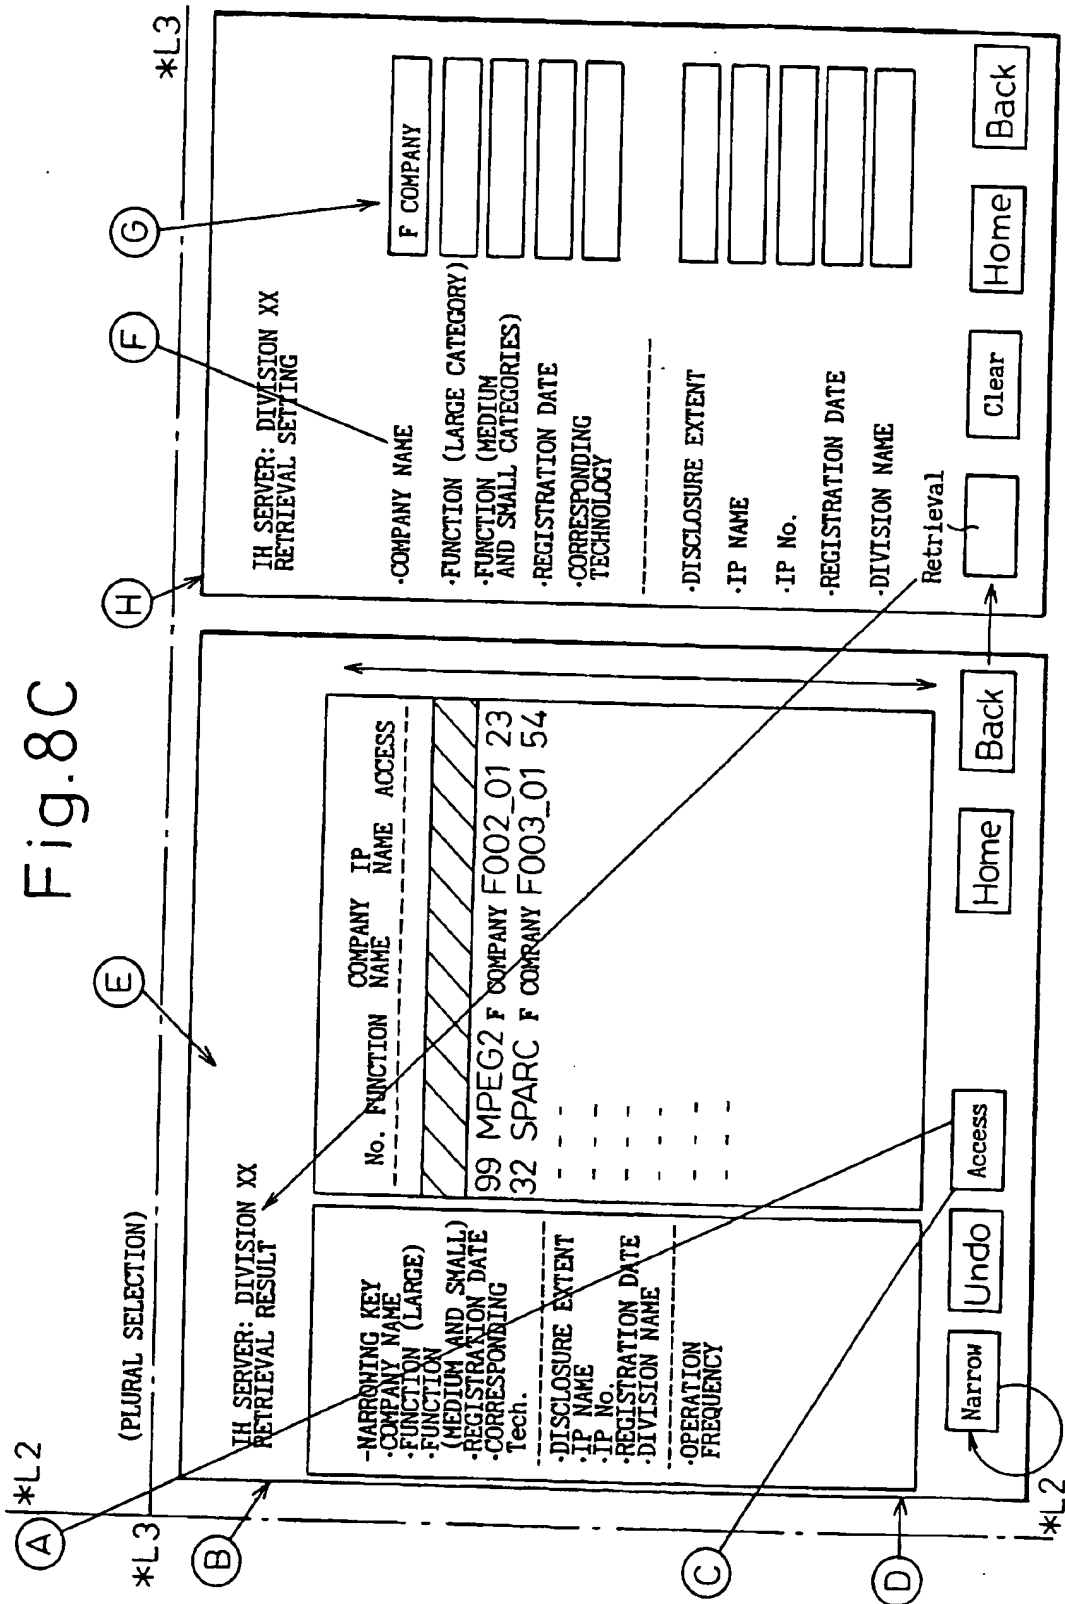 Fig.8C
*L2
*L3
(PLURAL SELECTION)
*L3
A
B
C
D
E
F
G
H
IH SERVER: DIVISION XX
RETRIEVAL RESULT
-NARROWING KEY
·COMPANY NAME
·FUNCTION (LARGE)
·FUNCTION
(MEDIUM AND SMALL)
·REGISTRATION DATE
·CORRESPONDING
Tech.
·DISCLOSURE EXTENT
·IP NAME
·IP No.
·REGISTRATION DATE
·DIVISION NAME
·OPERATION
FREQUENCY
No. FUNCTION COMPANY NAME IP NAME ACCESS
99 MPEG2 F COMPANY F002_01 23
32 SPARC F COMRANY F003_01 54
Narrow
Undo
Access
Home
Back
*L2
IH SERVER: DIVISION XX
RETRIEVAL SETTING
·COMPANY NAME
F COMPANY
·FUNCTION (LARGE CATEGORY)
·FUNCTION (MEDIUM
AND SMALL CATEGORIES)
·REGISTRATION DATE
·CORRESPONDING
TECHNOLOGY
·DISCLOSURE EXTENT
·IP NAME
·IP No.
·REGISTRATION DATE
·DIVISION NAME
Retrieval
Clear
Home
Back